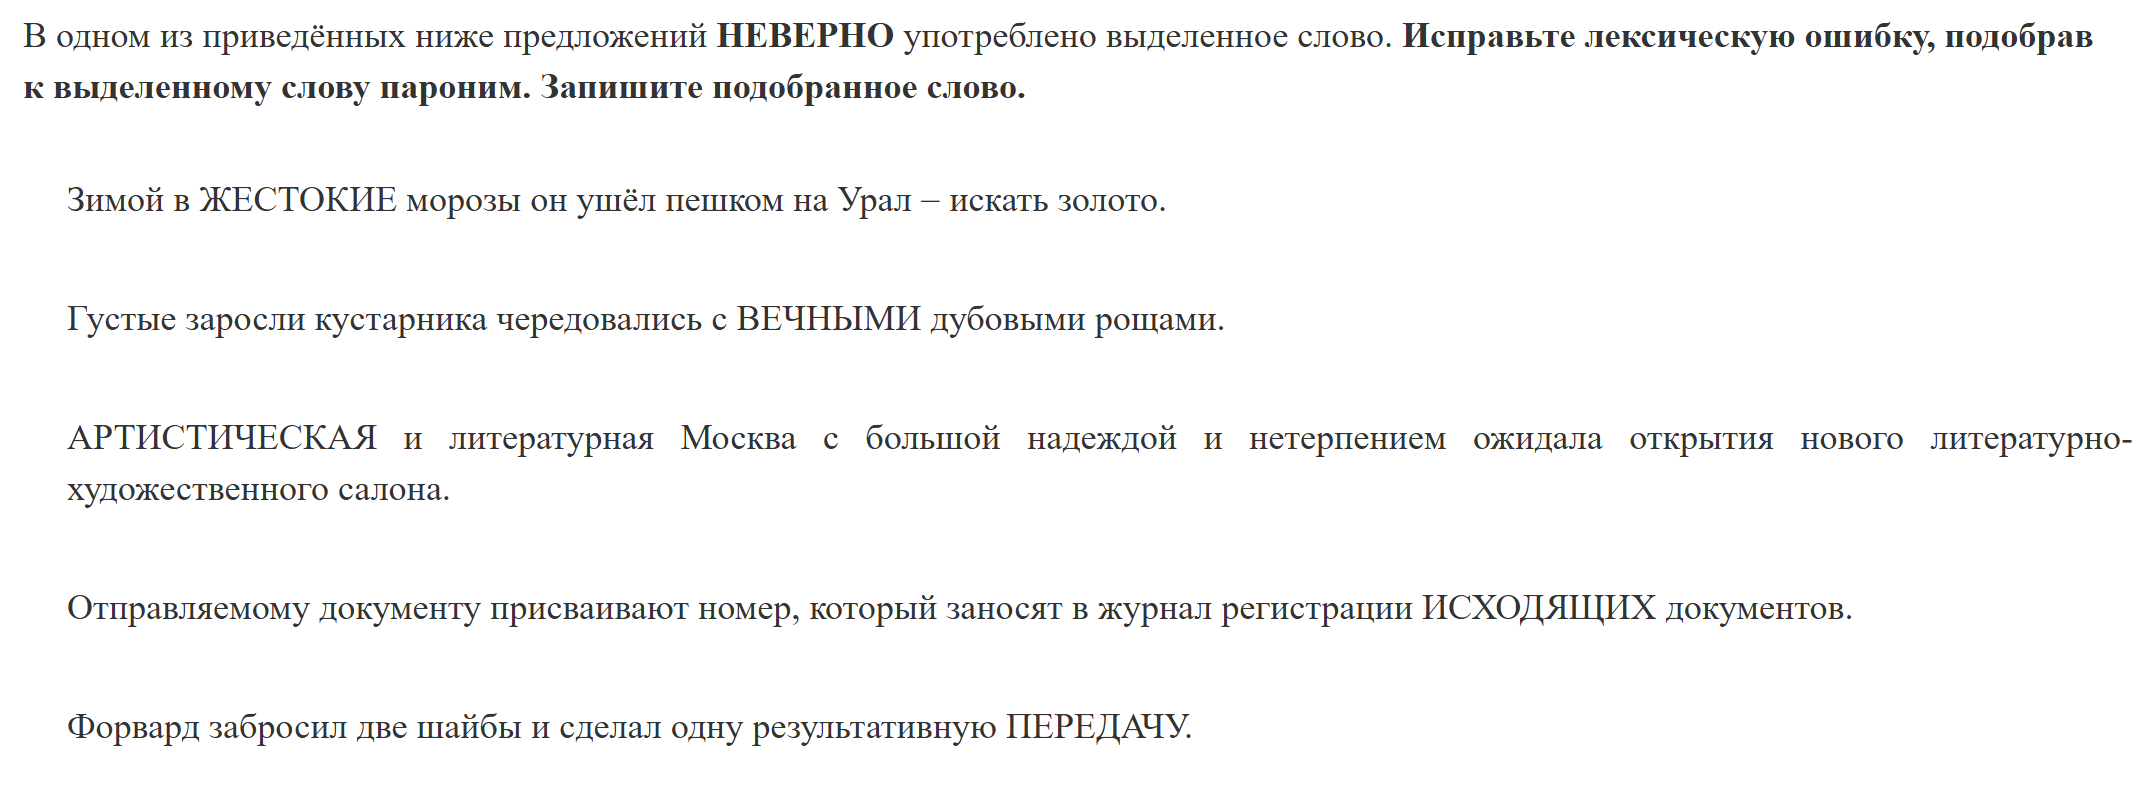 В одном из приведённых ниже предложений НЕВЕРНО употреблено выделенное слово. Исправьте лексическую ошибку, подобрав
к выделенному слову пароним. Запишите подобранное слово.
Зимой в ЖЕСТОКИЕ морозы он ушёл пешком на Урал – искать золото.
Густые заросли кустарника чередовались с ВЕЧНЫМИ дубовыми рощами.
АРТИСТИЧЕСКАЯ и литературная Москва с большой надеждой и нетерпением ожидала открытия нового литературно-
художественного салона.
Отправляемому документу присваивают номер, который заносят в журнал регистрации ИСХОДЯЩИХ документов.
Форвард забросил две шайбы и сделал одну результативную ПЕРЕДАЧУ.